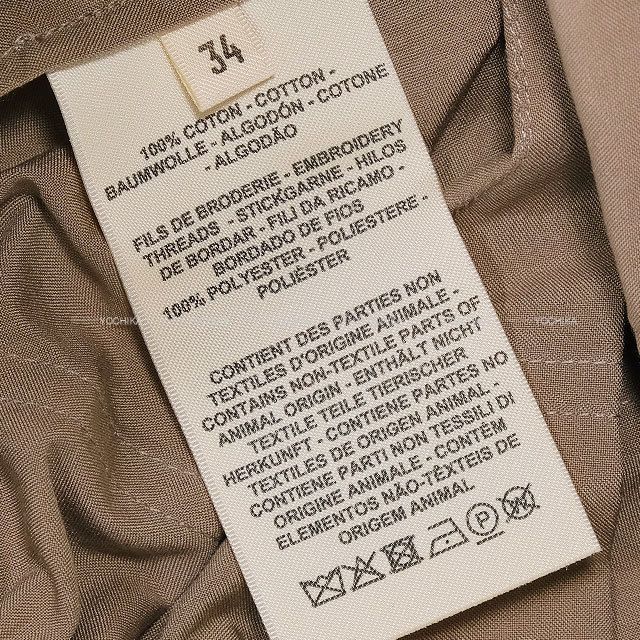 34
100% COTON - COTTON -
BAUMWOLLE - ALGODÓN - COTONE
- ALGODÃO
FILS DE BRODERIE - EMBROIDERY
THREADS - STICKGARNE - HILOS
DE BORDAR - FILI DA RICAMO -
BORDADO DE FIOS
100% POLYESTER - POLIESTERE -
POLIÉSTER
CONTIENT DES PARTIES NON
TEXTILES D'ORIGINE ANIMALE -
CONTAINS NON-TEXTILE PARTS OF
ANIMAL ORIGIN - ENTHÄLT NICHT
TEXTILE TEILE TIERISCHER
HERKUNFT - CONTIENE PARTES NO
TEXTILES DE ORIGEN ANIMAL -
CONTIENE PARTI NON TESSILI DI
ORIGINE ANIMALE - CONTÉM
ELEMENTOS NÃO-TÊXTEIS DE
ORIGEM ANIMAL
P